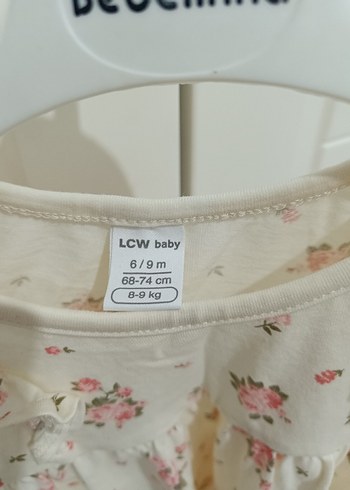 LCW baby
6 / 9 m
68-74 cm
8-9 kg